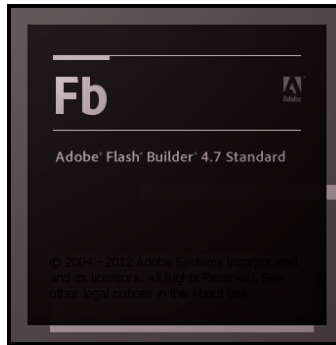 Fb
Adobe
Adobe® Flash® Builder® 4.7 Standard
© 2004 - 2012 Adobe Systems Incorporated
and its licensors. All Rights Reserved. See
other legal notices in the About Box.